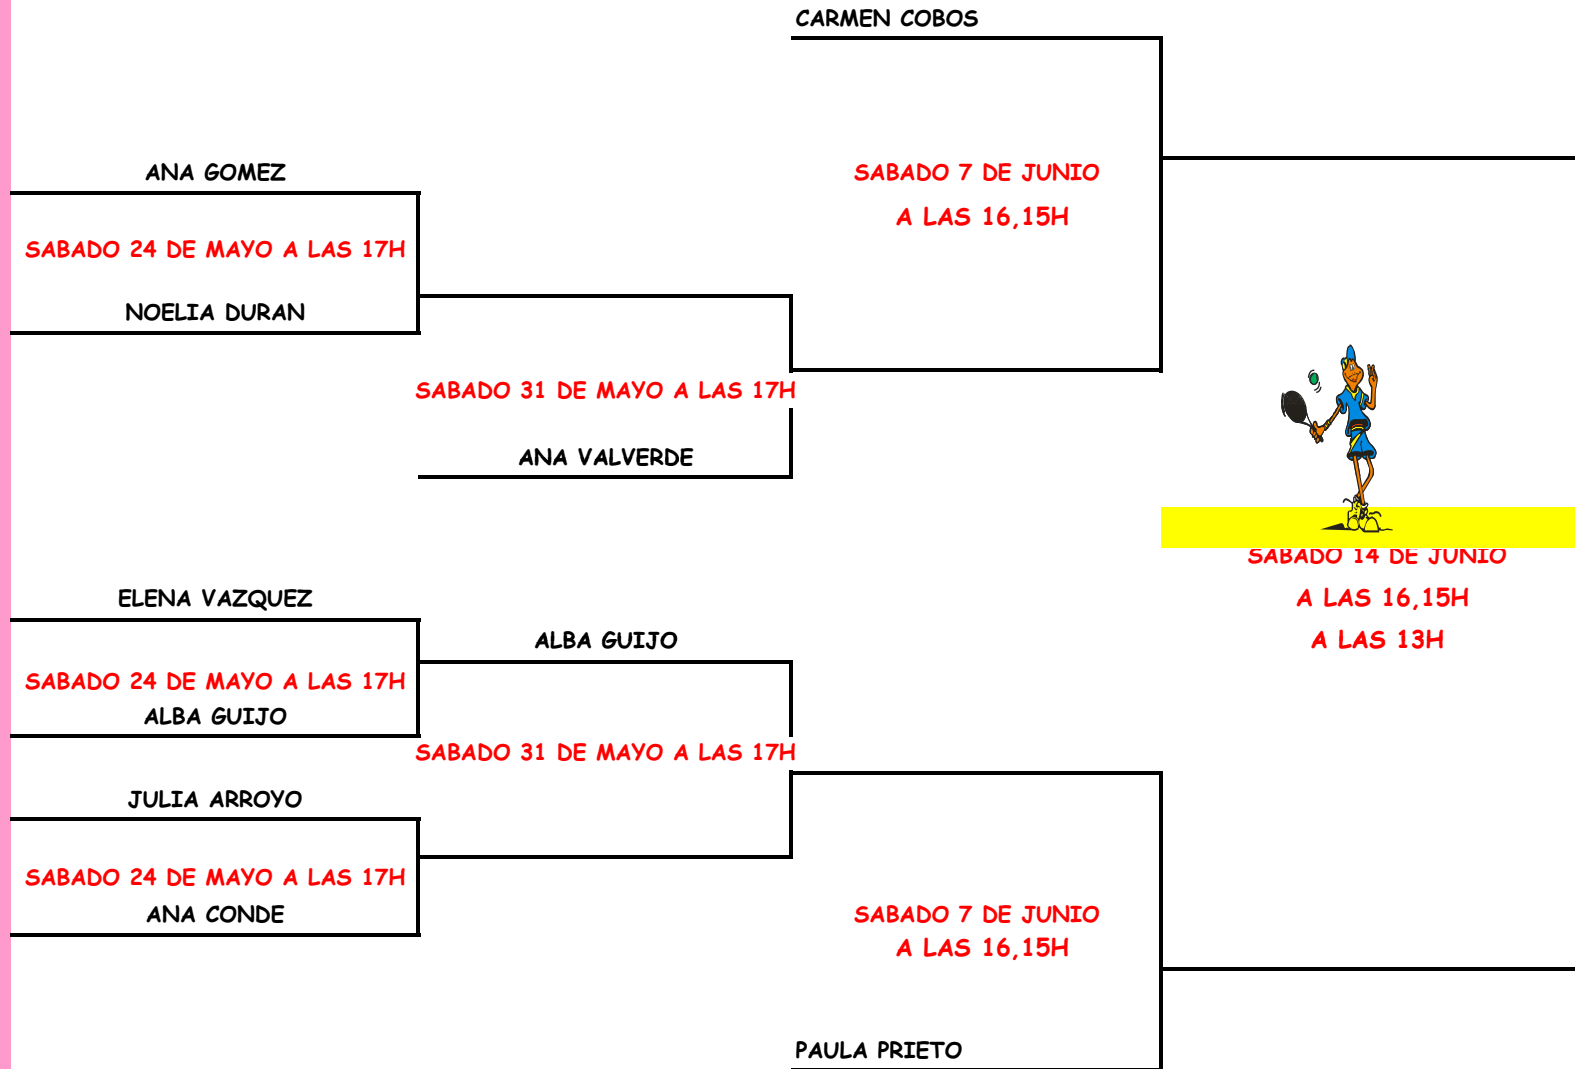 CARMEN COBOS
ANA GOMEZ
SABADO 7 DE JUNIO
A LAS 16,15H
SABADO 24 DE MAYO A LAS 17H
NOELIA DURAN
SABADO 31 DE MAYO A LAS 17H
ANA VALVERDE
SABADO 14 DE JUNIO
A LAS 16,15H
A LAS 13H
ELENA VAZQUEZ
ALBA GUIJO
SABADO 24 DE MAYO A LAS 17H
ALBA GUIJO
SABADO 31 DE MAYO A LAS 17H
JULIA ARROYO
SABADO 24 DE MAYO A LAS 17H
ANA CONDE
SABADO 7 DE JUNIO
A LAS 16,15H
PAULA PRIETO